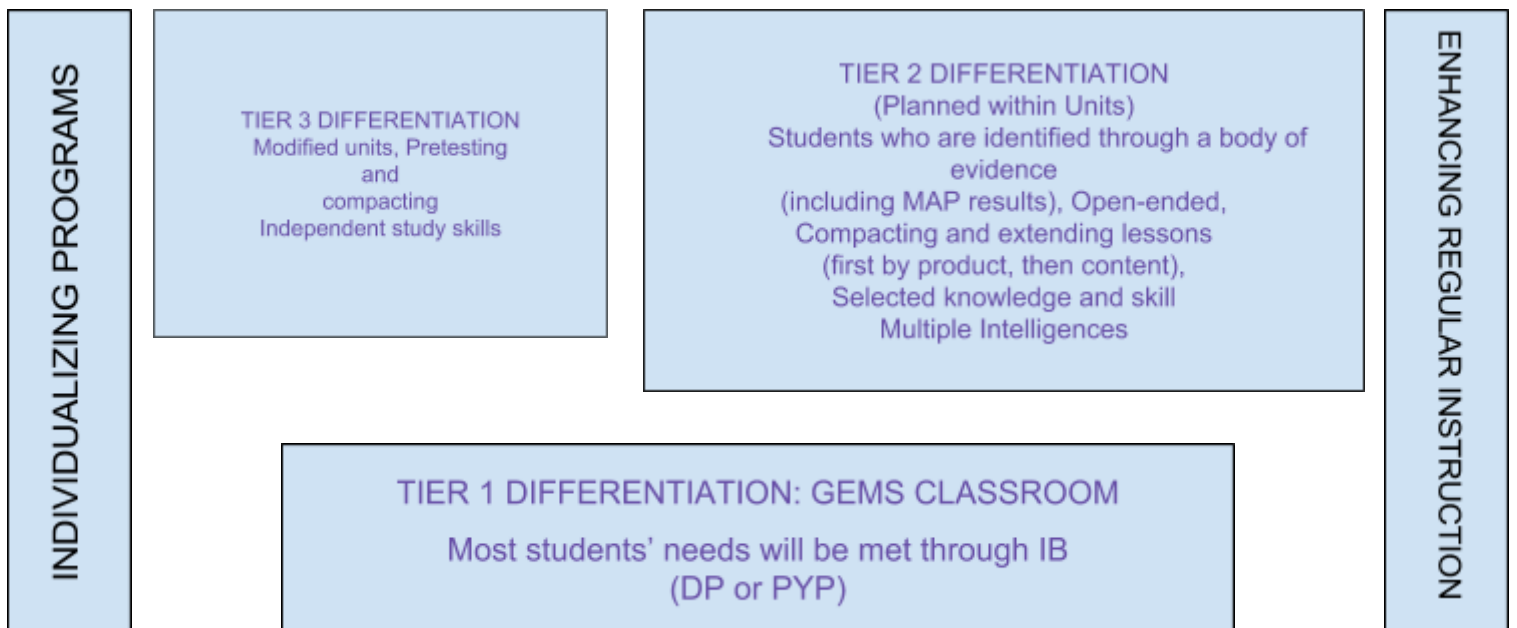 INDIVIDUALIZING PROGRAMS
TIER 3 DIFFERENTIATION
Modified units, Pretesting
and
compacting
Independent study skills
TIER 2 DIFFERENTIATION
(Planned within Units)
Students who are identified through a body of
evidence
(including MAP results), Open-ended,
Compacting and extending lessons
(first by product, then content),
Selected knowledge and skill
Multiple Intelligences
ENHANCING REGULAR INSTRUCTION
TIER 1 DIFFERENTIATION: GEMS CLASSROOM
Most students’ needs will be met through IB
(DP or PYP)